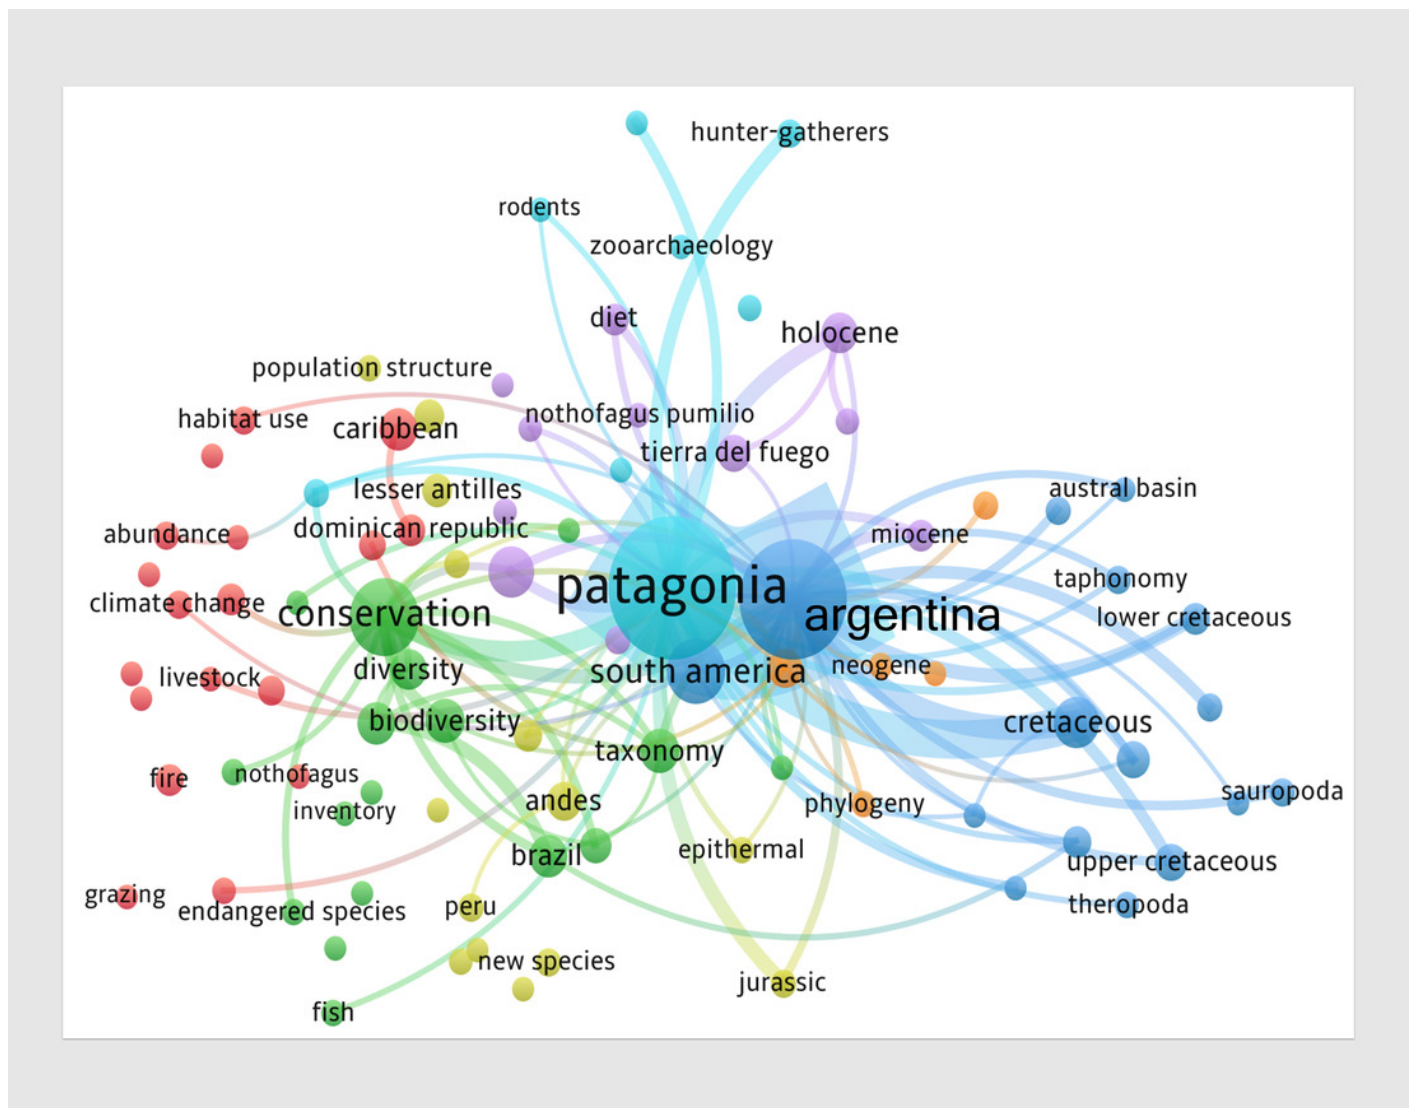 hunter-gatherers
rodents
zooarchaeology
diet
holocene
population structure
habitat use
caribbean
nothofagus pumilio
tierra del fuego
lesser antilles
austral basin
abundance
dominican republic
miocene
patagonia
taphonomy
climate change
conservation
argentina
lower cretaceous
livestock
diversity
south america
neogene
biodiversity
cretaceous
taxonomy
fire
nothofagus
inventory
andes
phylogeny
sauropoda
brazil
epithermal
upper cretaceous
grazing
endangered species
peru
theropoda
new species
jurassic
fish